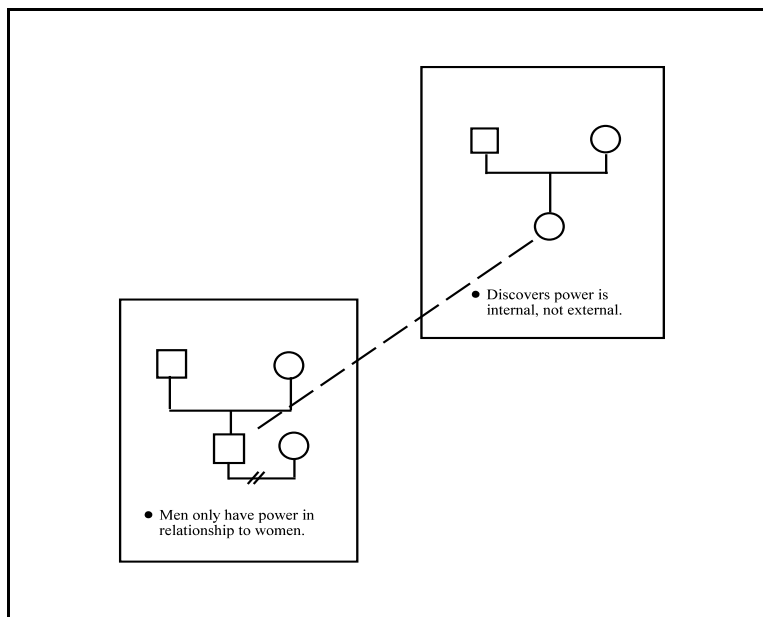 ● Discovers power is
internal, not external.
● Men only have power in
relationship to women.